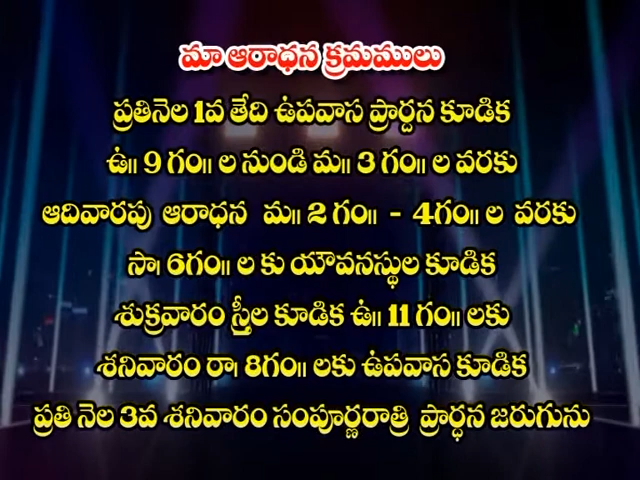 మా ఆరాధన క్రమములు
ప్రతినెల 1వ తేది ఉపవాస ప్రార్దన కూడిక
ఉ॥ 9 గం॥ ల నుండి మ॥ 3 గం॥ ల వరకు
ఆదివారపు ఆరాధన మ॥ 2 గం॥ - 4గం॥ ల వరకు
సా। 6గం॥ ల కు యౌవనస్థుల కూడిక
శుక్రవారం స్త్రీల కూడిక ఉ॥ 11 గం॥ లకు
శనివారం రా। 8గం॥ లకు ఉపవాస కూడిక
ప్రతి నెల 3వ శనివారం సంపూర్ణరాత్రి ప్రార్ధన జరుగును